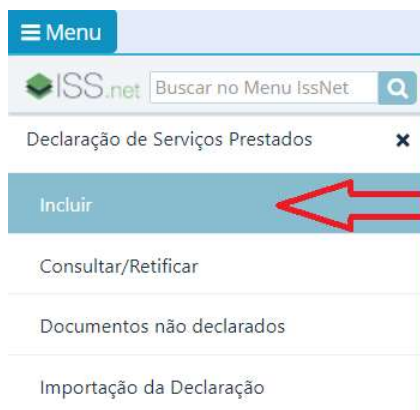 Menu
ISS.net Buscar no Menu IssNet
Declaração de Serviços Prestados
Incluir
Consultar/Retificar
Documentos não declarados
Importação da Declaração